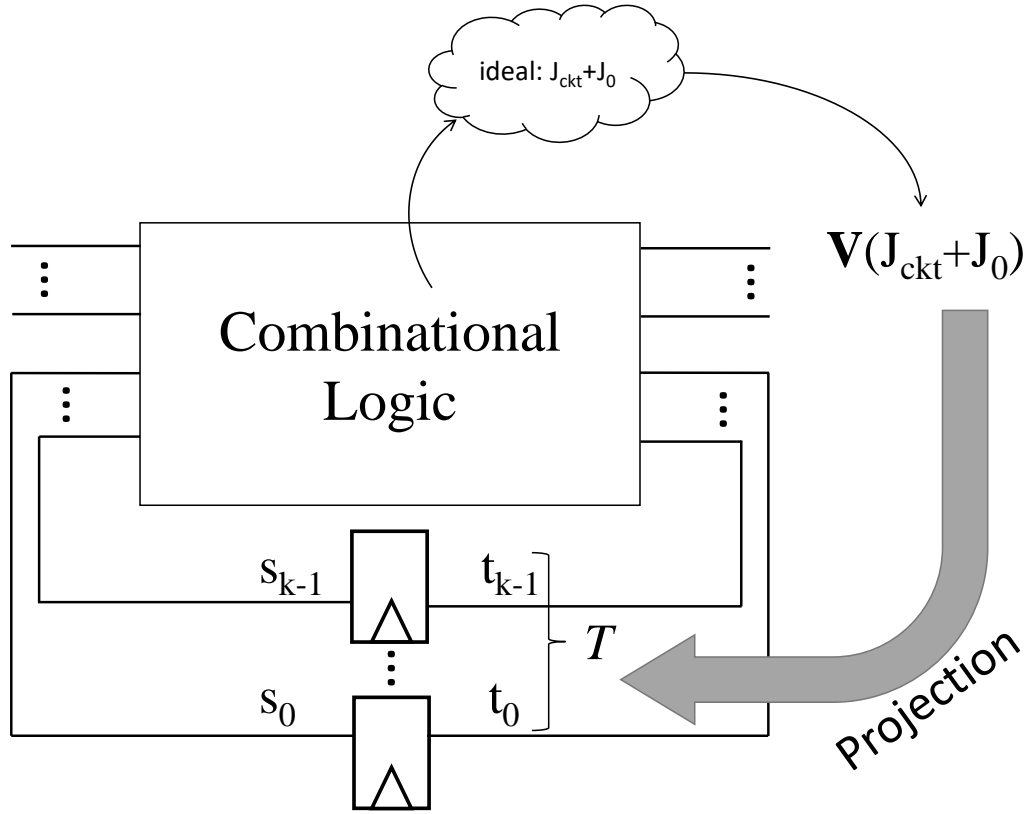 ideal: J_ckt+J_0
V(J_ckt+J_0)
Combinational
Logic
s_k-1
t_k-1
T
s_0
t_0
Projection